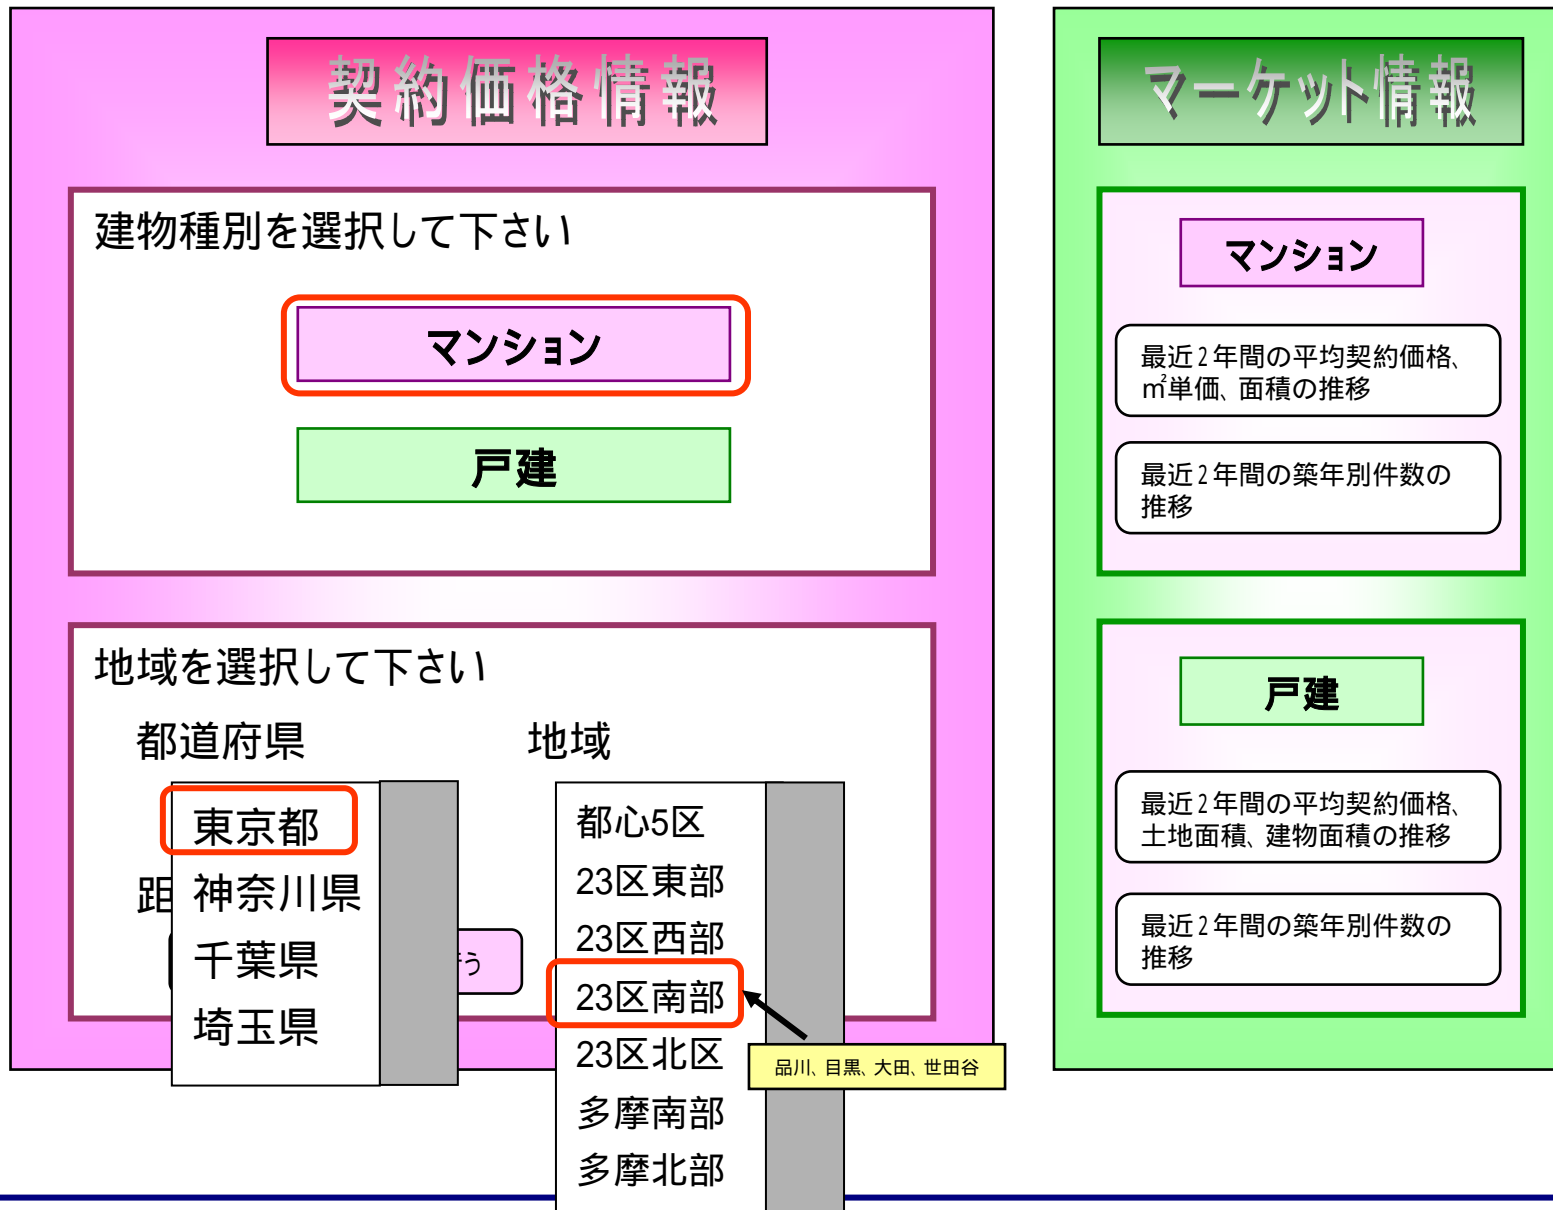 契約価格情報
建物種別を選択して下さい
マンション
戸建
地域を選択して下さい
都道府県
地域
東京都
神奈川県
千葉県
埼玉県
距
う
都心5区
23区東部
23区西部
23区南部
23区北区
多摩南部
多摩北部
品川、目黒、大田、世田谷
マーケット情報
マンション
最近2年間の平均契約価格、
㎡単価、面積の推移
最近2年間の築年別件数の
推移
戸建
最近2年間の平均契約価格、
土地面積、建物面積の推移
最近2年間の築年別件数の
推移